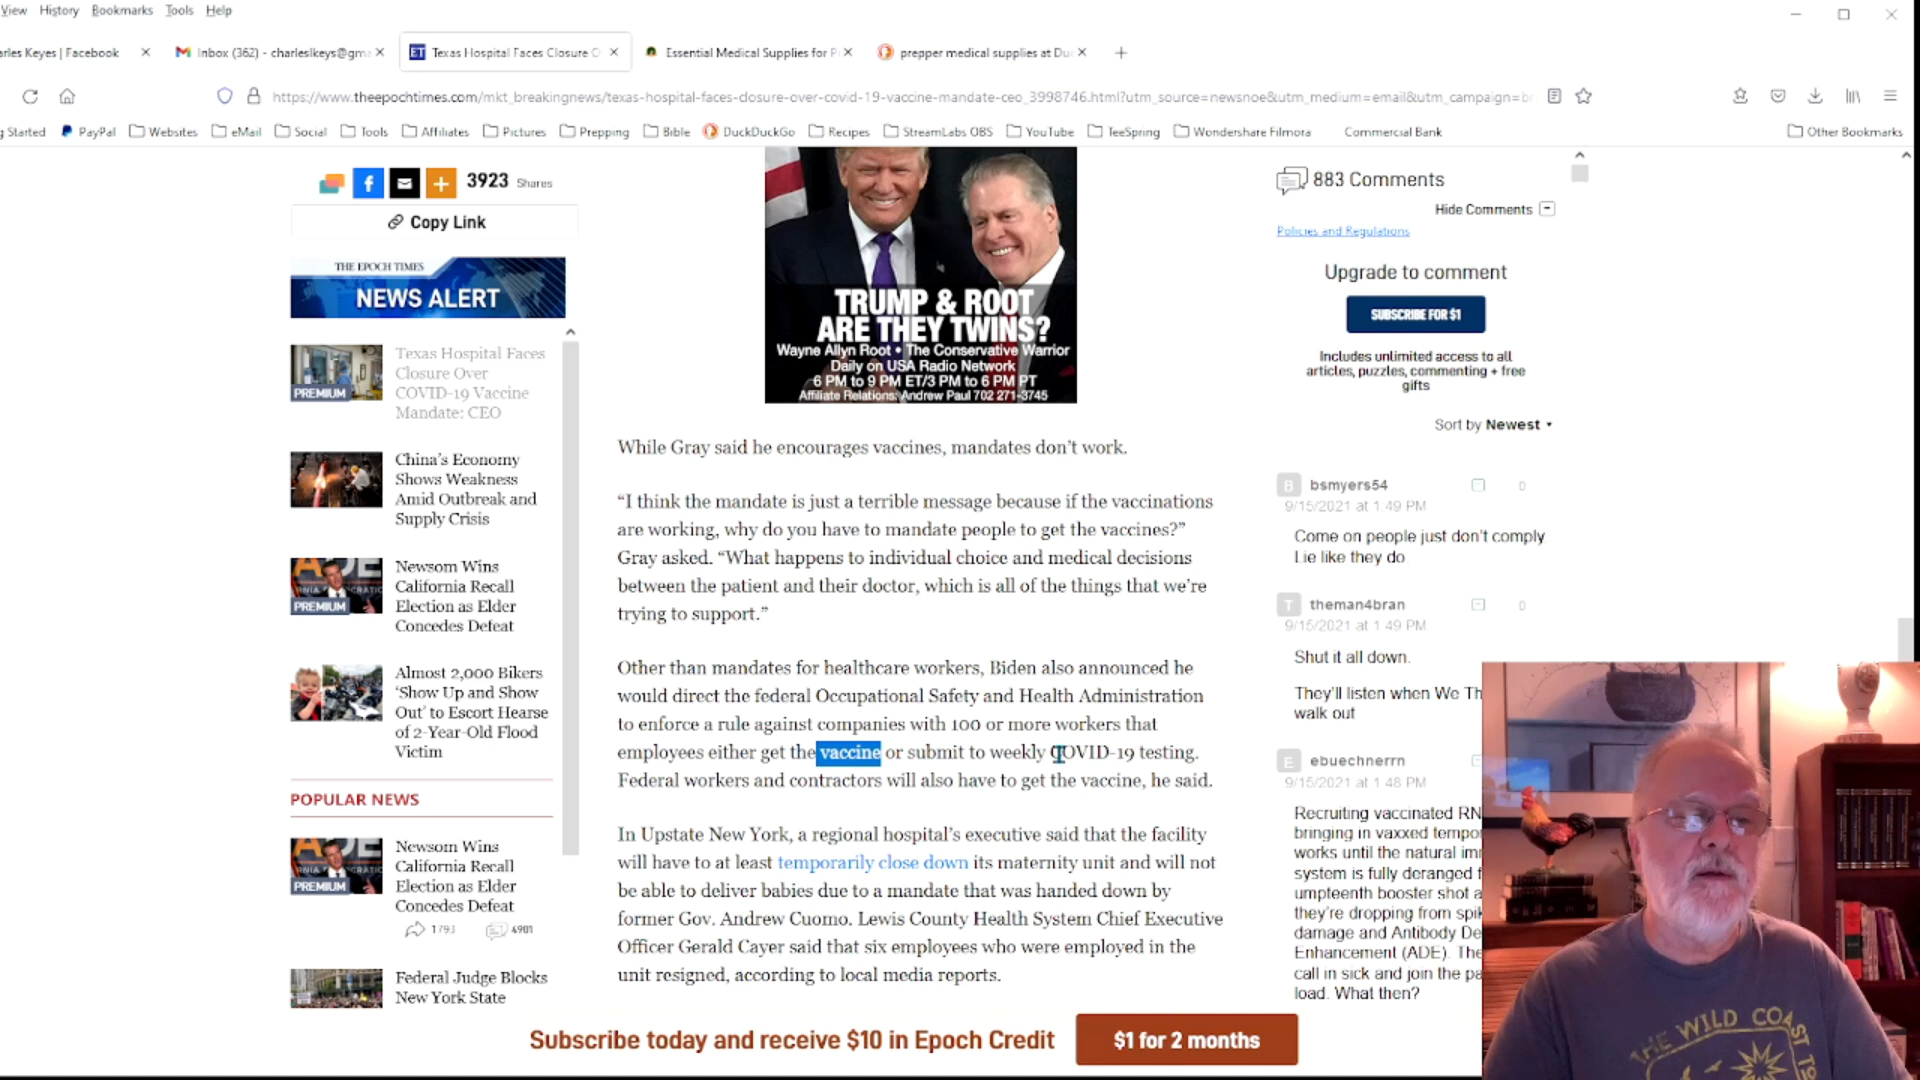 View History Bookmarks Tools Help
arles Keyes | Facebook
Inbox (362) - charleslkeys@gm
Texas Hospital Faces Closure O
Essential Medical Supplies for P
prepper medical supplies at Du
https://www.theepochtimes.com/mkt_breakingnews/texas-hospital-faces-closure-over-covid-19-vaccine-mandate-ceo_3998746.html?utm_source=newsnoe&utm_medium=email&utm_campaign=br
g Started PayPal Websites eMail Social Tools Affiliates Pictures Prepping Bible DuckDuckGo Recipes StreamLabs OBS YouTube TeeSpring Wondershare Filmora Commercial Bank Other Bookmarks
3923 Shares
Copy Link
THE EPOCH TIMES
NEWS ALERT
PREMIUM
Texas Hospital Faces
Closure Over
COVID-19 Vaccine
Mandate: CEO
China's Economy
Shows Weakness
Amid Outbreak and
Supply Crisis
PREMIUM
Newsom Wins
California Recall
Election as Elder
Concedes Defeat
Almost 2,000 Bikers
'Show Up and Show
Out' to Escort Hearse
of 2-Year-Old Flood
Victim
POPULAR NEWS
PREMIUM
Newsom Wins
California Recall
Election as Elder
Concedes Defeat
1793 4901
Federal Judge Blocks
New York State
TRUMP & ROOT
ARE THEY TWINS?
Wayne Allyn Root • The Conservative Warrior
Daily on USA Radio Network
6 PM to 9 PM ET/3 PM to 6 PM PT
Affiliate Relations: Andrew Paul 702 271-3745
While Gray said he encourages vaccines, mandates don't work.
“I think the mandate is just a terrible message because if the vaccinations
are working, why do you have to mandate people to get the vaccines?”
Gray asked. “What happens to individual choice and medical decisions
between the patient and their doctor, which is all of the things that we're
trying to support.”
Other than mandates for healthcare workers, Biden also announced he
would direct the federal Occupational Safety and Health Administration
to enforce a rule against companies with 100 or more workers that
employees either get the vaccine or submit to weekly COVID-19 testing.
Federal workers and contractors will also have to get the vaccine, he said.
In Upstate New York, a regional hospital's executive said that the facility
will have to at least temporarily close down its maternity unit and will not
be able to deliver babies due to a mandate that was handed down by
former Gov. Andrew Cuomo. Lewis County Health System Chief Executive
Officer Gerald Cayer said that six employees who were employed in the
unit resigned, according to local media reports.
883 Comments
Hide Comments
Policies and Regulations
Upgrade to comment
SUBSCRIBE FOR $1
Includes unlimited access to all
articles, puzzles, commenting + free
gifts
Sort by Newest
B bsmyers54 0
9/15/2021 at 1:49 PM
Come on people just don't comply
Lie like they do
T theman4bran 0
9/15/2021 at 1:49 PM
Shut it all down.
They'll listen when We Th
walk out
E ebuechnerrn
9/15/2021 at 1:48 PM
Recruiting vaccinated RN
bringing in vaxxed tempo
works until the natural im
system is fully deranged f
umpteenth booster shot a
they're dropping from spik
damage and Antibody De
Enhancement (ADE). The
call in sick and join the pa
load. What then?
Subscribe today and receive $10 in Epoch Credit
$1 for 2 months
THE WILD COAST